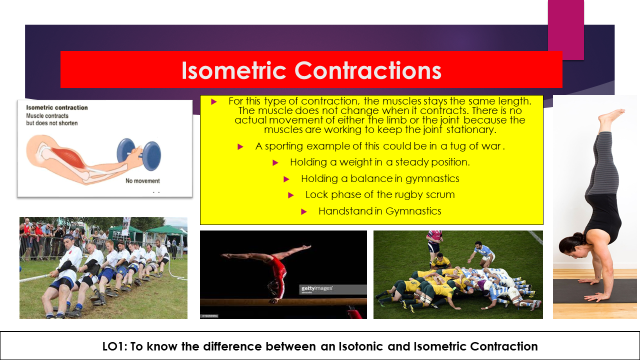 Isometric Contractions
Isometric contraction
Muscle contracts
but does not shorten
No movement
For this type of contraction, the muscles stays the same length.
The muscle does not change when it contracts. There is no
actual movement of either the limb or the joint because the
muscles are working to keep the joint stationary.
A sporting example of this could be in a tug of war.
Holding a weight in a steady position.
Holding a balance in gymnastics
Lock phase of the rugby scrum
Handstand in Gymnastics
gettyimages
LO1: To know the difference between an Isotonic and Isometric Contraction